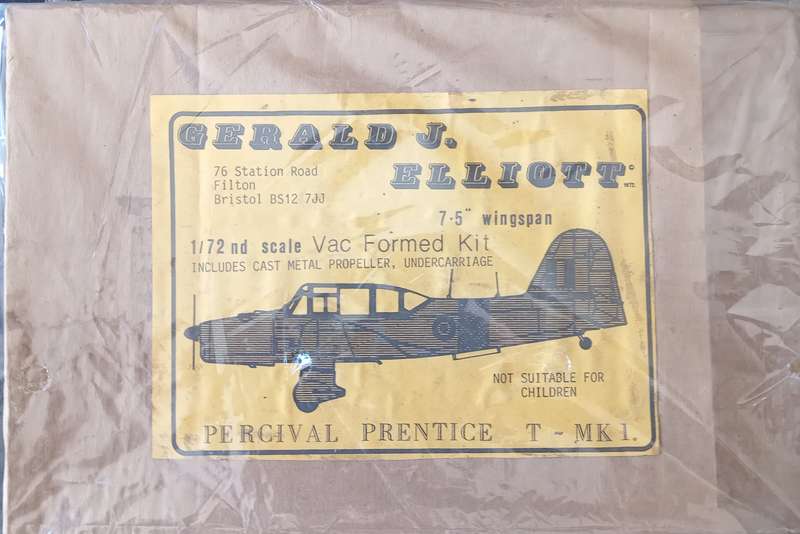 GERALD J.
ELLIOTT ©
76 Station Road
Filton
Bristol BS12 7JJ
7·5" wingspan
1/72nd scale Vac Formed Kit
INCLUDES CAST METAL PROPELLER, UNDERCARRIAGE
NOT SUITABLE FOR
CHILDREN
PERCIVAL PRENTICE T-MK1.